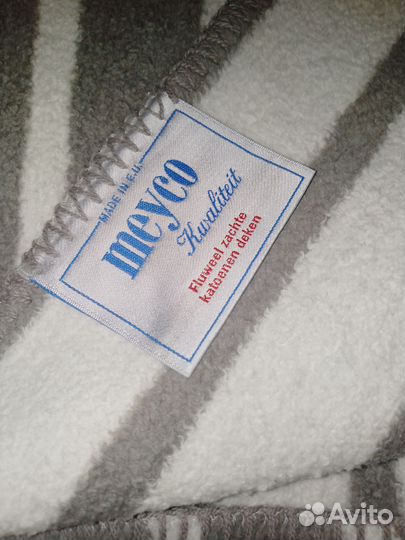 MADE IN E.U.
meyco
Kwaliteit
Fluweel zachte
katoenen deken
Avito